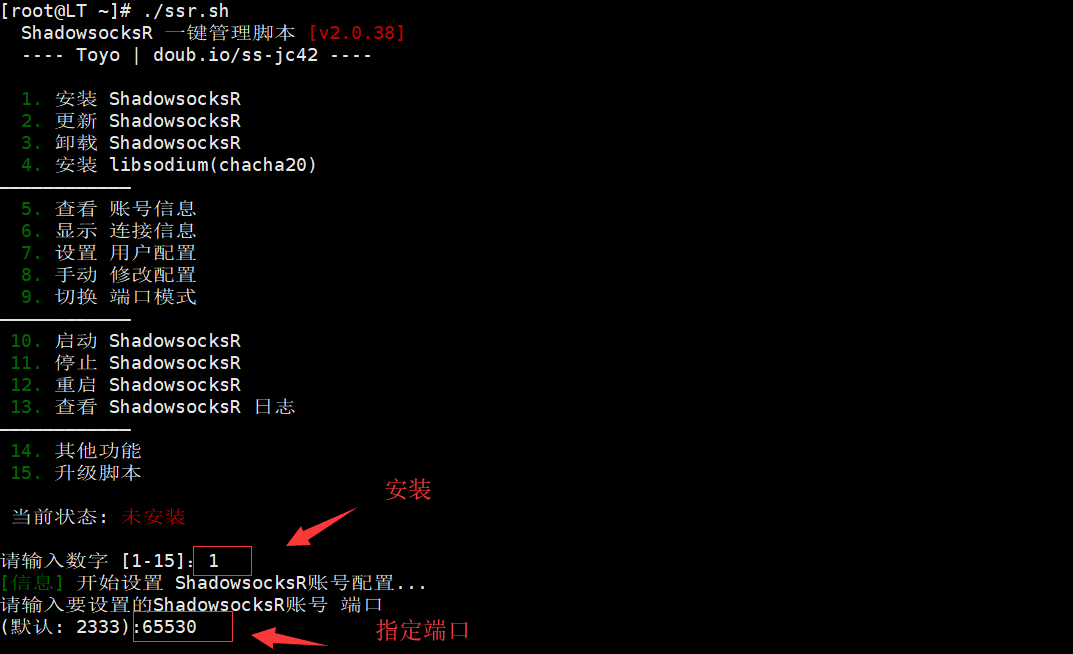 [root@LT ~]# ./ssr.sh
ShadowsocksR 一键管理脚本 [v2.0.38]
---- Toyo | doub.io/ss-jc42 ----
1. 安装 ShadowsocksR
2. 更新 ShadowsocksR
3. 卸载 ShadowsocksR
4. 安装 libsodium(chacha20)
————————————
5. 查看 账号信息
6. 显示 连接信息
7. 设置 用户配置
8. 手动 修改配置
9. 切换 端口模式
————————————
10. 启动 ShadowsocksR
11. 停止 ShadowsocksR
12. 重启 ShadowsocksR
13. 查看 ShadowsocksR 日志
————————————
14. 其他功能
15. 升级脚本
安装
当前状态: 未安装
请输入数字 [1-15]: 1
[信息] 开始设置 ShadowsocksR账号配置...
请输入要设置的ShadowsocksR账号 端口
(默认: 2333):65530
指定端口